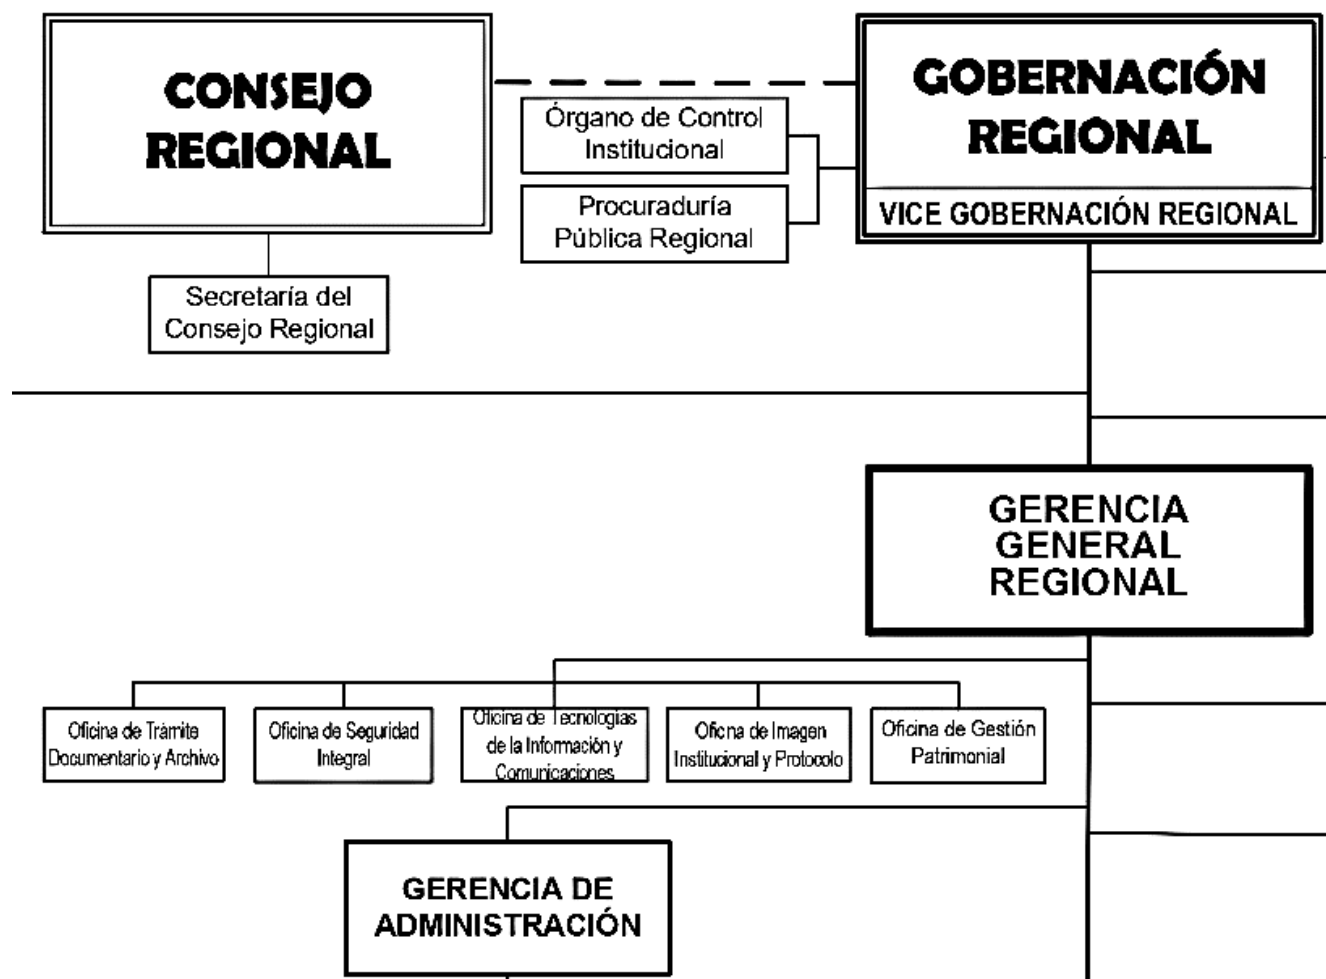 CONSEJO
REGIONAL
GOBERNACIÓN
REGIONAL
VICE GOBERNACIÓN REGIONAL
Órgano de Control
Institucional
Procuraduría
Pública Regional
Secretaría del
Consejo Regional
GERENCIA
GENERAL
REGIONAL
Oficina de Trámite
Documentario y Archivo
Oficina de Seguridad
Integral
Oficina de Tecnologías
de la Información y
Comunicaciones
Oficina de Imagen
Institucional y Protocolo
Oficina de Gestión
Patrimonial
GERENCIA DE
ADMINISTRACIÓN